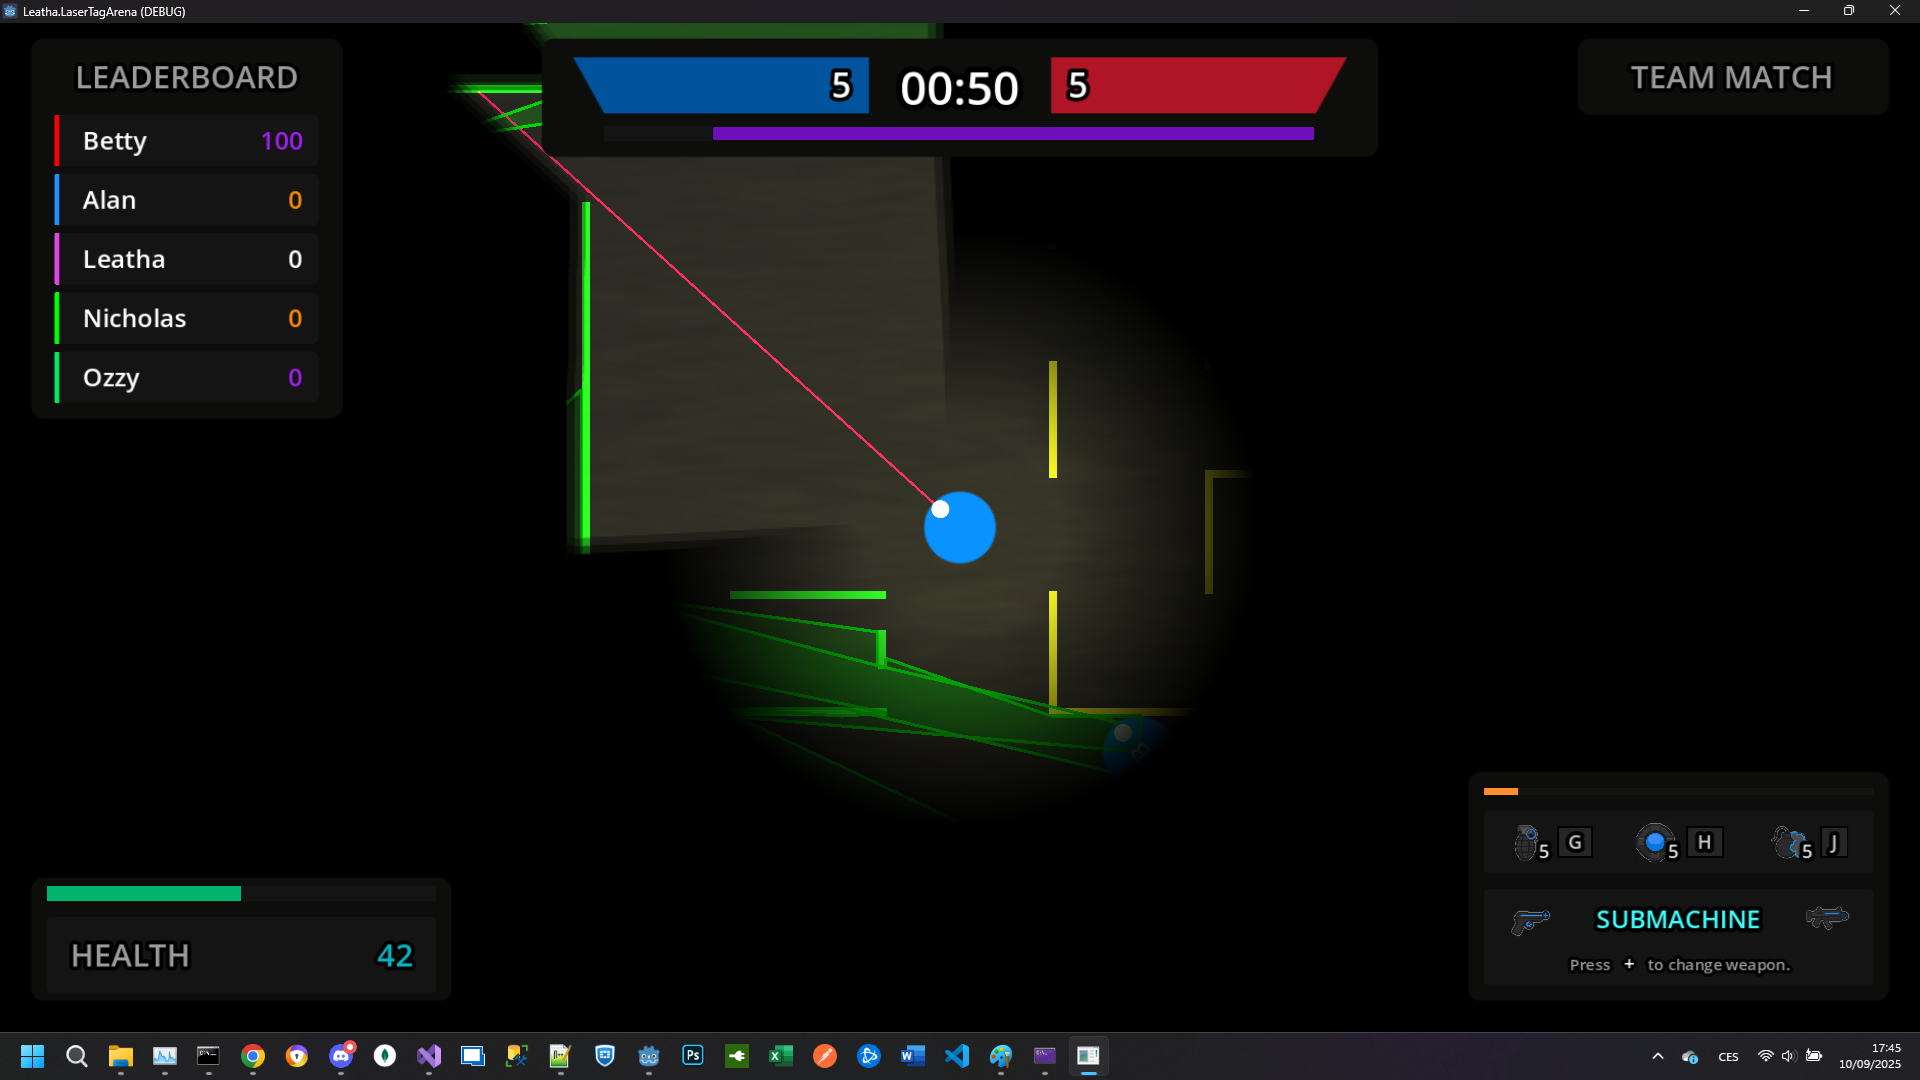 Leatha.LaserTagArena (DEBUG)
LEADERBOARD
Betty 100
Alan 0
Leatha 0
Nicholas 0
Ozzy 0
5 00:50 5
TEAM MATCH
B
HEALTH 42
5 G 5 H 5 J
SUBMACHINE
Press + to change weapon.
Ps
CES
17:45
10/09/2025